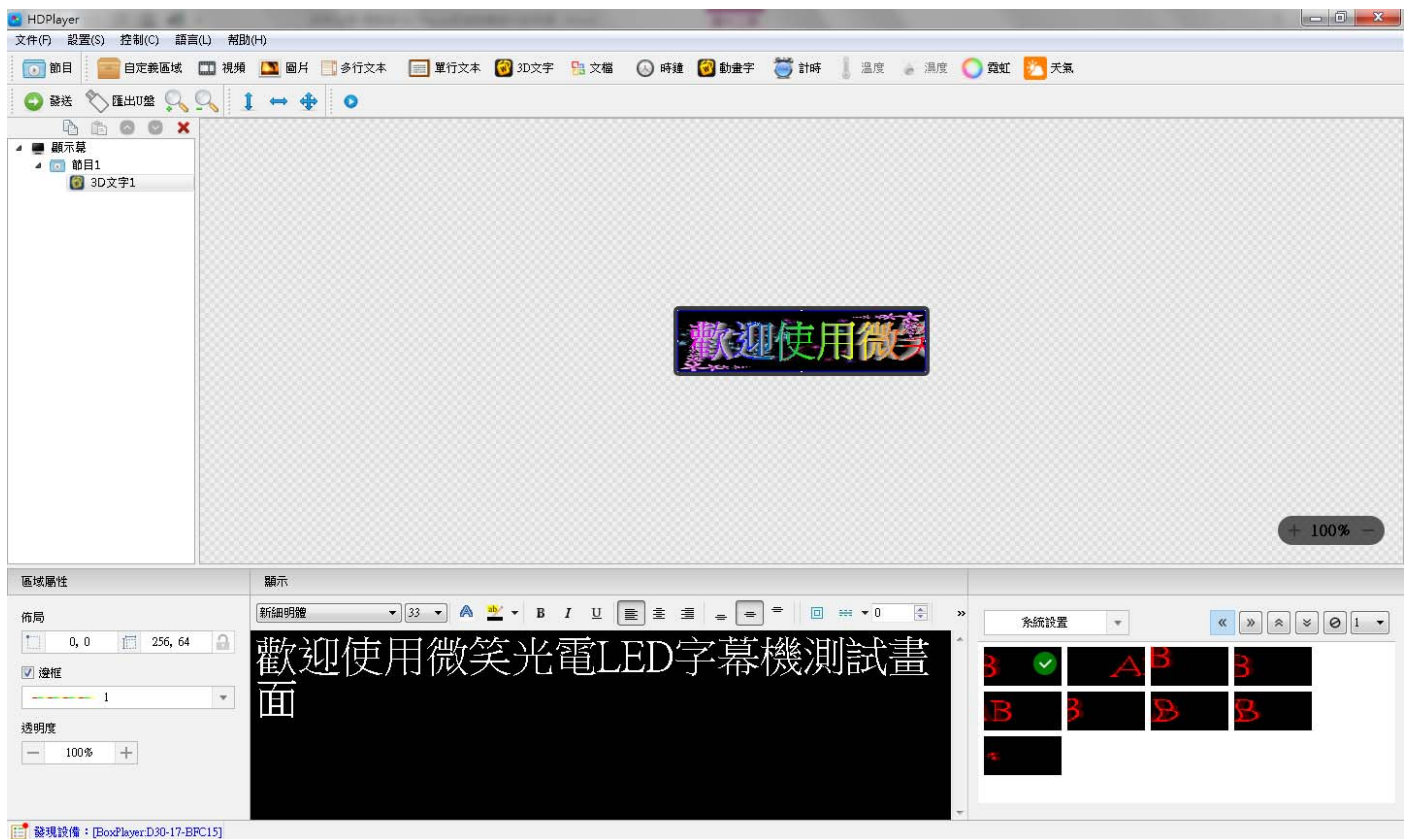 HDPlayer
文件(F) 設置(S) 控制(C) 語言(L) 幫助(H)
節目 自定義區域 視頻 圖片 多行文本 單行文本 3D文字 文檔 時鐘 動畫字 計時 溫度 濕度 霓虹 天氣
發送 匯出U盤
顯示幕
節目1
3D文字1
歡迎使用微笑
100%
區域屬性 顯示
佈局 新細明體 33 B I U 0 系統設置 1
0, 0 256, 64
歡迎使用微笑光電LED字幕機測試畫
面
邊框
1
透明度
100%
B A B B
B B B B
發現設備：[BoxPlayer:D30-17-BFC15]